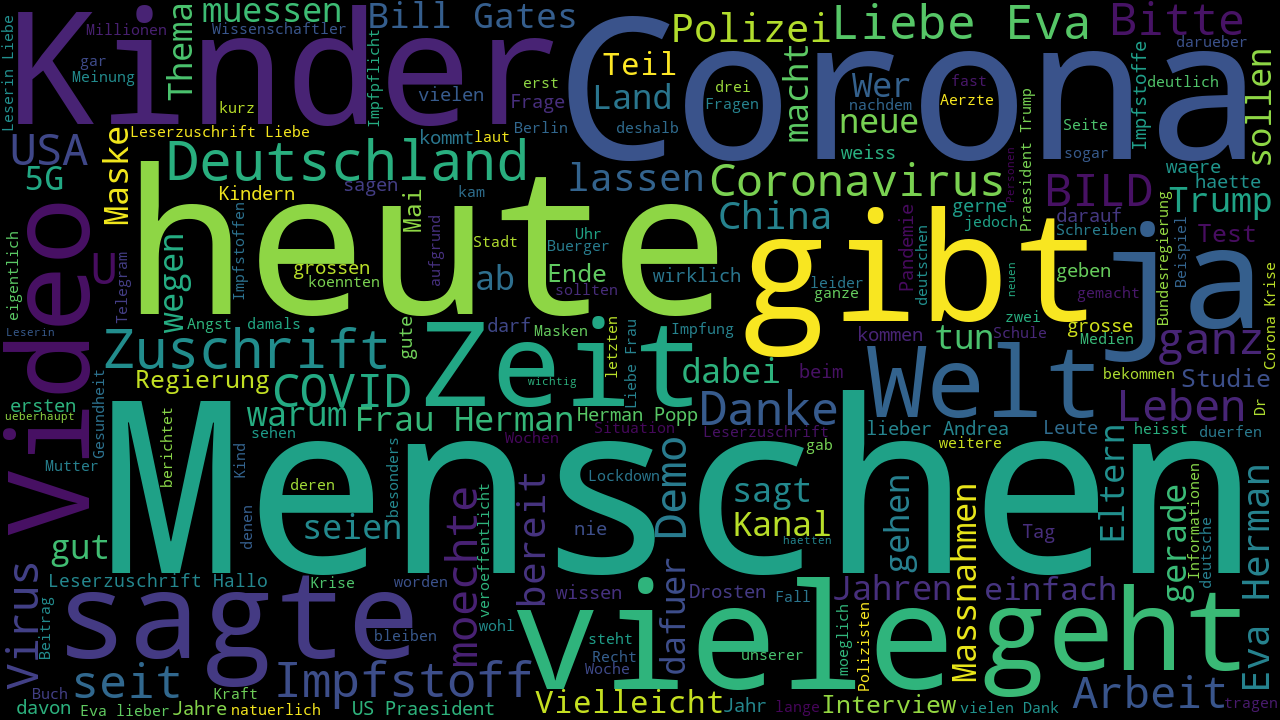 Kinder
Corona
heute
gibt
ja
Menschen
viele
geht
sagte
Video
Zeit
Welt
muessen
Bill Gates
Polizei
Liebe Eva
Bitte
Millionen
Wissenschaftler
Thema
gar
Meinung
Leserin Liebe
Impfpflicht
kurz
vielen
Teil
erst
Frage
drei
Fragen
Land
macht
Wer
nachdem
fast
Aerzte
darueber
Impfstoffe
deutlich
sollen
USA
5G
Maske
Leserzuschrift Liebe
Deutschland
kommt
laut
Berlin
deshalb
neue
weiss
Praesident Trump
Seite
sogar
waere
haette
Kindern
sagen
kam
Mai
lassen
Coronavirus
China
gerne
jedoch
Personen
BILD
Trump
darauf
Schreiben
Test
eigentlich
U
Telegram
wegen
Impfstoffen
grossen
koennten
aufgrund
Stadt
ab
Uhr
Buerger
Ende
sollten
wirklich
leider
ganze
Pandemie
deutschen
neuen
geben
gemacht
Bundesregierung
Beispiel
Corona Krise
Leserin
Zuschrift
Angst
damals
gute
darf
Masken
letzten
Impfung
Liebe Frau
kommen
tun
zwei
Schule
grosse
Medien
ganz
Regierung
COVID
wichtig
dabei
beim
bekommen
Studie
ersten
ueberhaupt
Gesundheit
warum
Frau Herman
Herman Popp
Danke
Leben
Dr
sehen
Wochen
Situation
Leserzuschrift
lieber Andrea
Leute
heisst
duerfen
weitere
gab
Mutter
berichtet
Kind
deren
besonders
Lockdown
Demo
sagt
Kanal
haetten
gehen
Eltern
denen
seien
moechte
veroeffentlicht
bereit
nie
Massnahmen
Tag
gerade
Informationen
deutsche
Eva Herman
gut
Virus
Leserzuschrift Hallo
Krise
worden
wissen
dafuer
Drosten
Fall
Jahren
einfach
Beitrag
bleiben
wohl
steht
Recht
Woche
unserer
moeglich
Polizisten
seit
Impfstoff
Arbeit
Buch
davon
Eva lieber
Jahre
Kraft
natuerlich
US Praesident
Vielleicht
Jahr
lange
Interview
vielen Dank
tragen